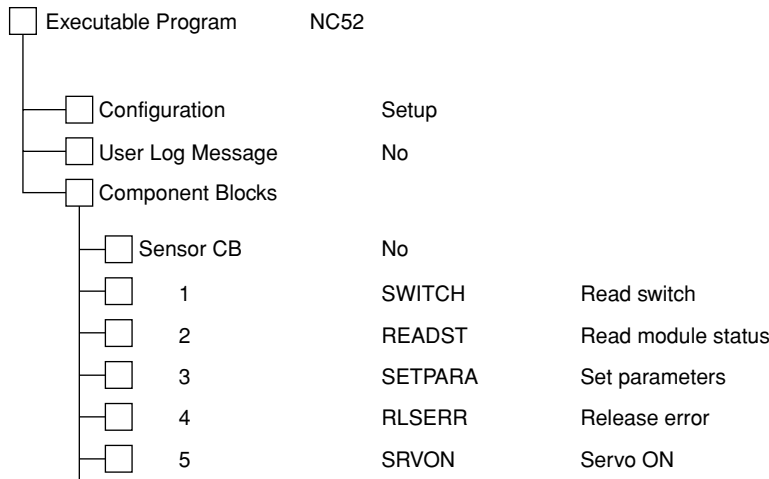 Executable Program NC52
Configuration Setup
User Log Message No
Component Blocks
Sensor CB No
1 SWITCH Read switch
2 READST Read module status
3 SETPARA Set parameters
4 RLSERR Release error
5 SRVON Servo ON